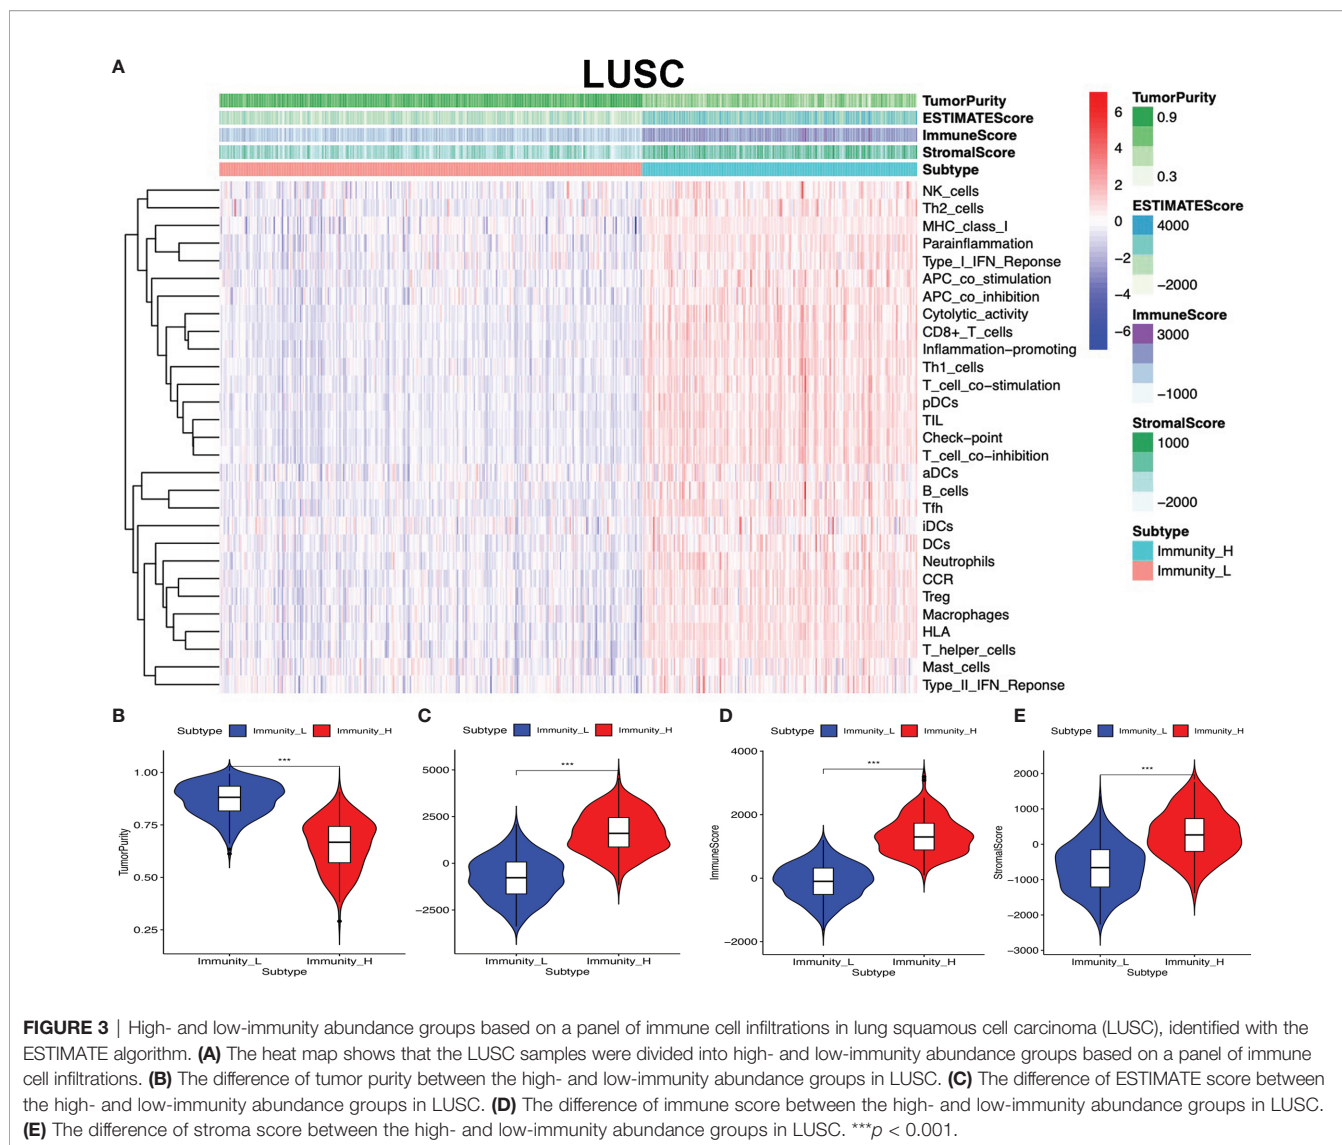 A
LUSC
TumorPurity
ESTIMATEScore
ImmuneScore
StromalScore
Subtype
NK_cells
Th2_cells
MHC_class_I
Parainflammation
Type_I_IFN_Reponse
APC_co_stimulation
APC_co_inhibition
Cytolytic_activity
CD8+_T_cells
Inflammation-promoting
Th1_cells
T_cell_co-stimulation
pDCs
TIL
Check-point
T_cell_co-inhibition
aDCs
B_cells
Tfh
iDCs
DCs
Neutrophils
CCR
Treg
Macrophages
HLA
T_helper_cells
Mast_cells
Type_II_IFN_Reponse
6
4
2
0
−2
−4
−6
TumorPurity
0.9
0.3
ESTIMATEScore
4000
−2000
ImmuneScore
3000
−1000
StromalScore
1000
−2000
Subtype
Immunity_H
Immunity_L
B
Subtype Immunity_L Immunity_H
TumorPurity
1.00
0.75
0.50
0.25
***
Immunity_L Immunity_H
Subtype
C
Subtype Immunity_L Immunity_H
5000
2500
0
−2500
***
Immunity_L Immunity_H
Subtype
D
Subtype Immunity_L Immunity_H
ImmuneScore
4000
2000
0
−2000
***
Immunity_L Immunity_H
Subtype
E
Subtype Immunity_L Immunity_H
StromalScore
2000
1000
0
−1000
−2000
−3000
***
Immunity_L Immunity_H
Subtype
FIGURE 3 | High- and low-immunity abundance groups based on a panel of immune cell infiltrations in lung squamous cell carcinoma (LUSC), identified with the
ESTIMATE algorithm. (A) The heat map shows that the LUSC samples were divided into high- and low-immunity abundance groups based on a panel of immune
cell infiltrations. (B) The difference of tumor purity between the high- and low-immunity abundance groups in LUSC. (C) The difference of ESTIMATE score between
the high- and low-immunity abundance groups in LUSC. (D) The difference of immune score between the high- and low-immunity abundance groups in LUSC.
(E) The difference of stroma score between the high- and low-immunity abundance groups in LUSC. ***p < 0.001.